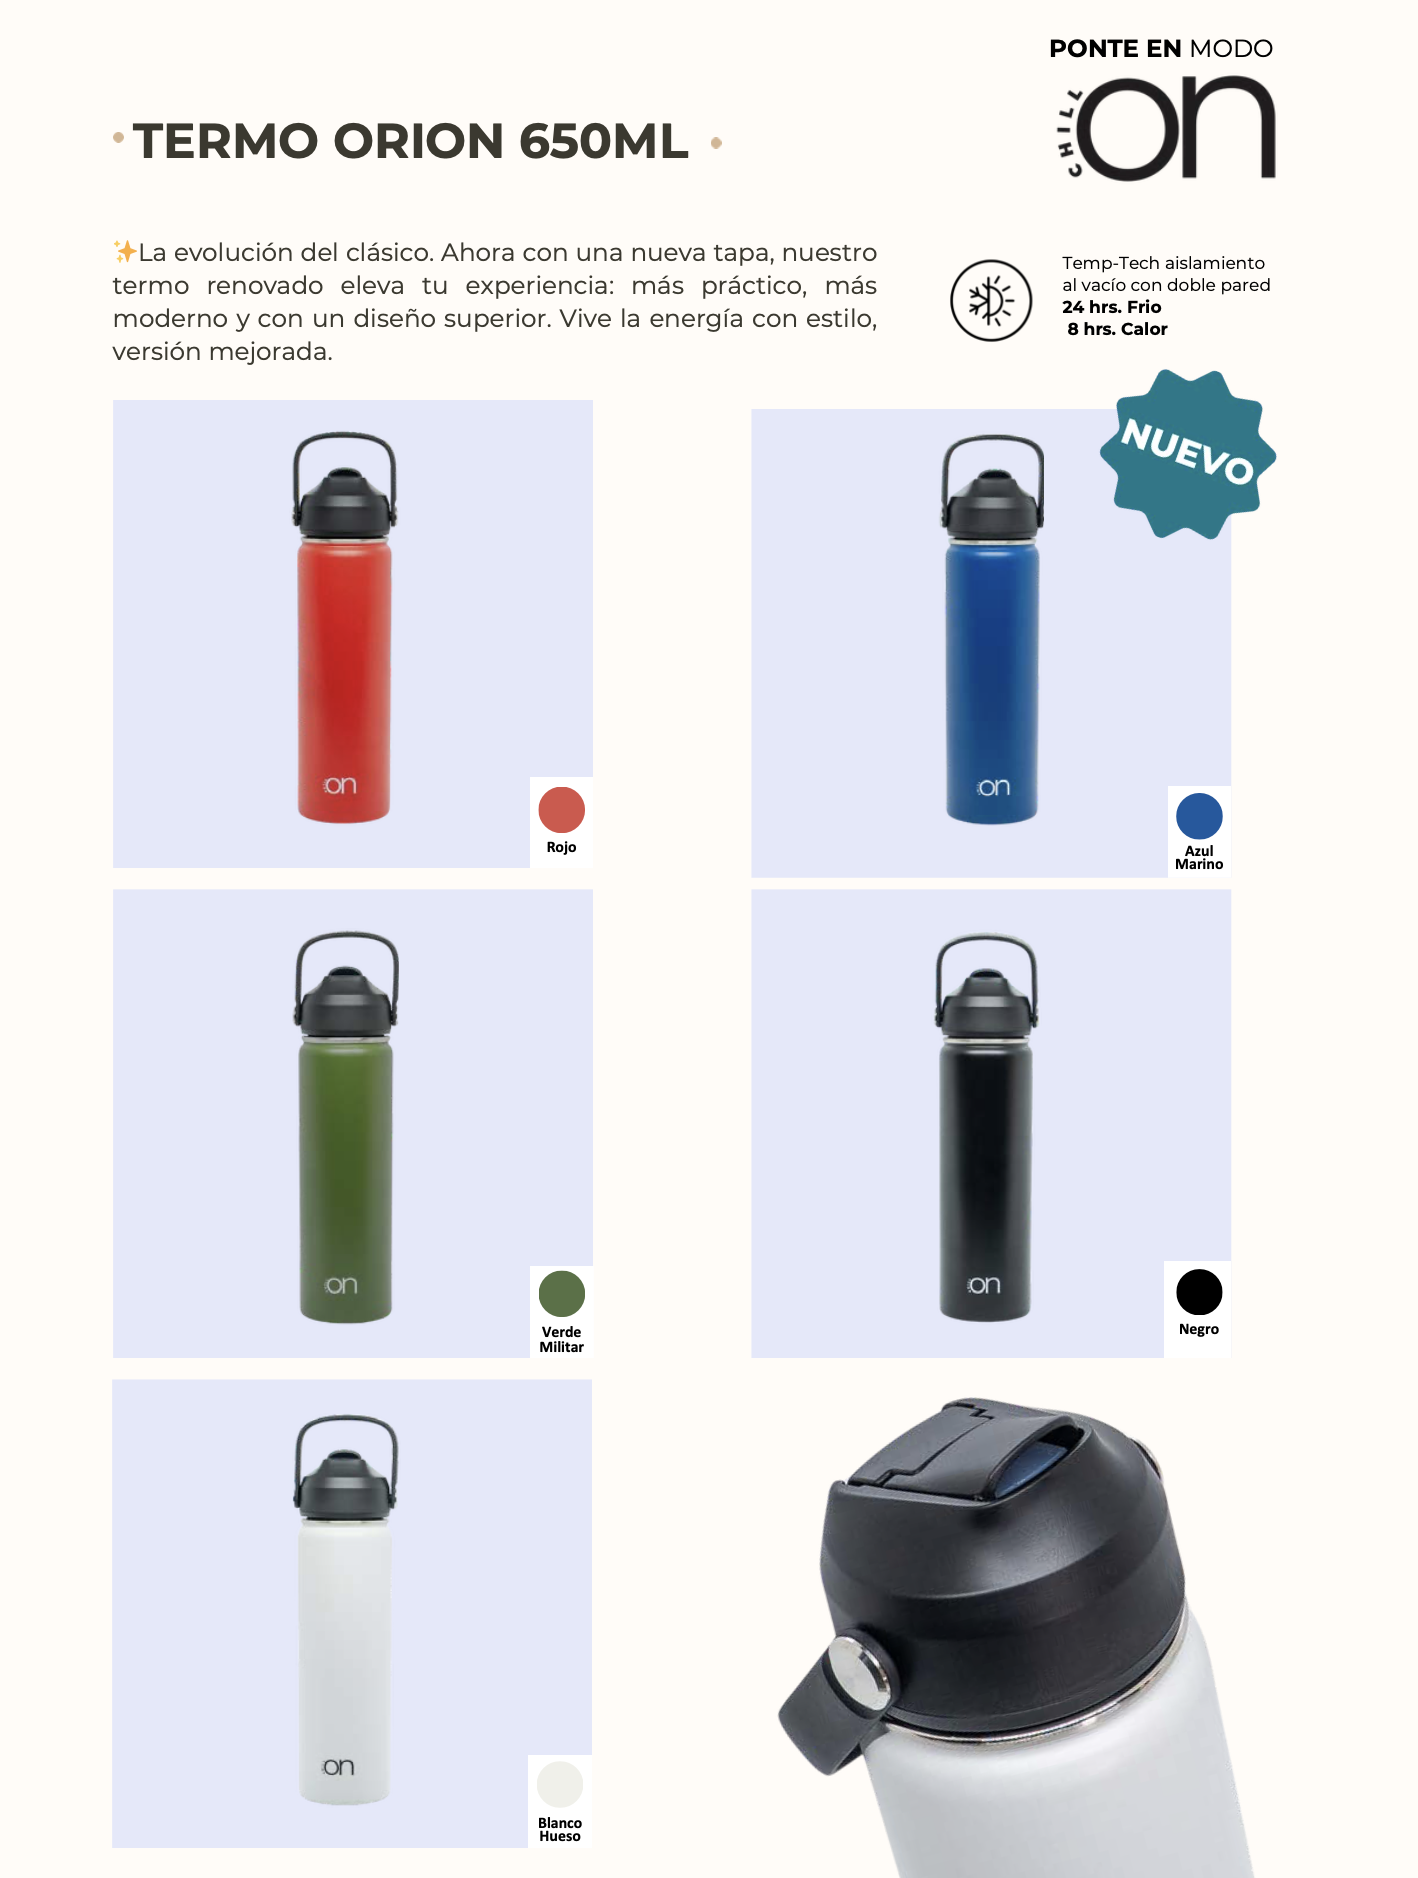 PONTE EN MODO
CHILL
on
TERMO ORION 650ML
✨La evolución del clásico. Ahora con una nueva tapa, nuestro
termo renovado eleva tu experiencia: más práctico, más
moderno y con un diseño superior. Vive la energía con estilo,
versión mejorada.
Temp-Tech aislamiento
al vacío con doble pared
24 hrs. Frio
8 hrs. Calor
NUEVO
on
Rojo
on
Azul
Marino
on
Verde
Militar
on
Negro
on
Blanco
Hueso